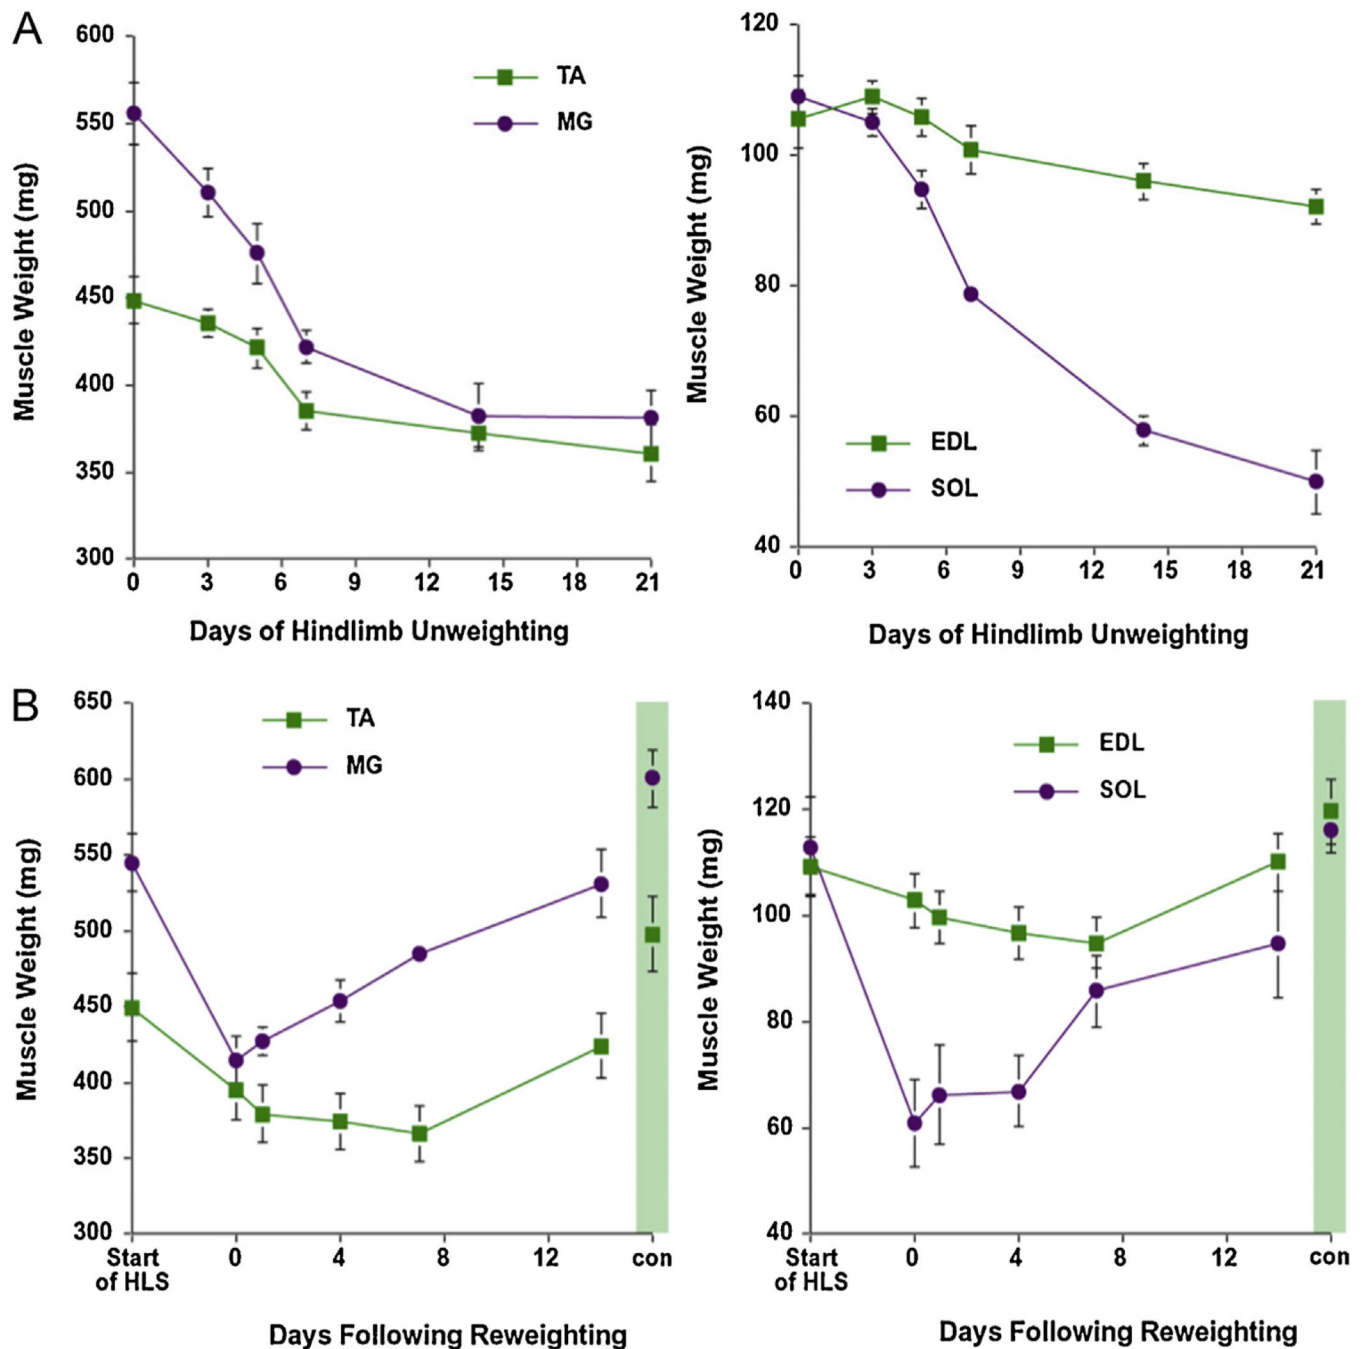 A
600
550
500
450
400
350
300
Muscle Weight (mg)
TA
MG
0 3 6 9 12 15 18 21
Days of Hindlimb Unweighting
120
100
80
60
40
Muscle Weight (mg)
EDL
SOL
0 3 6 9 12 15 18 21
Days of Hindlimb Unweighting
B
650
600
550
500
450
400
350
300
Muscle Weight (mg)
TA
MG
Start 0 4 8 12 con
of HLS
Days Following Reweighting
140
120
100
80
60
40
Muscle Weight (mg)
EDL
SOL
Start 0 4 8 12 con
of HLS
Days Following Reweighting